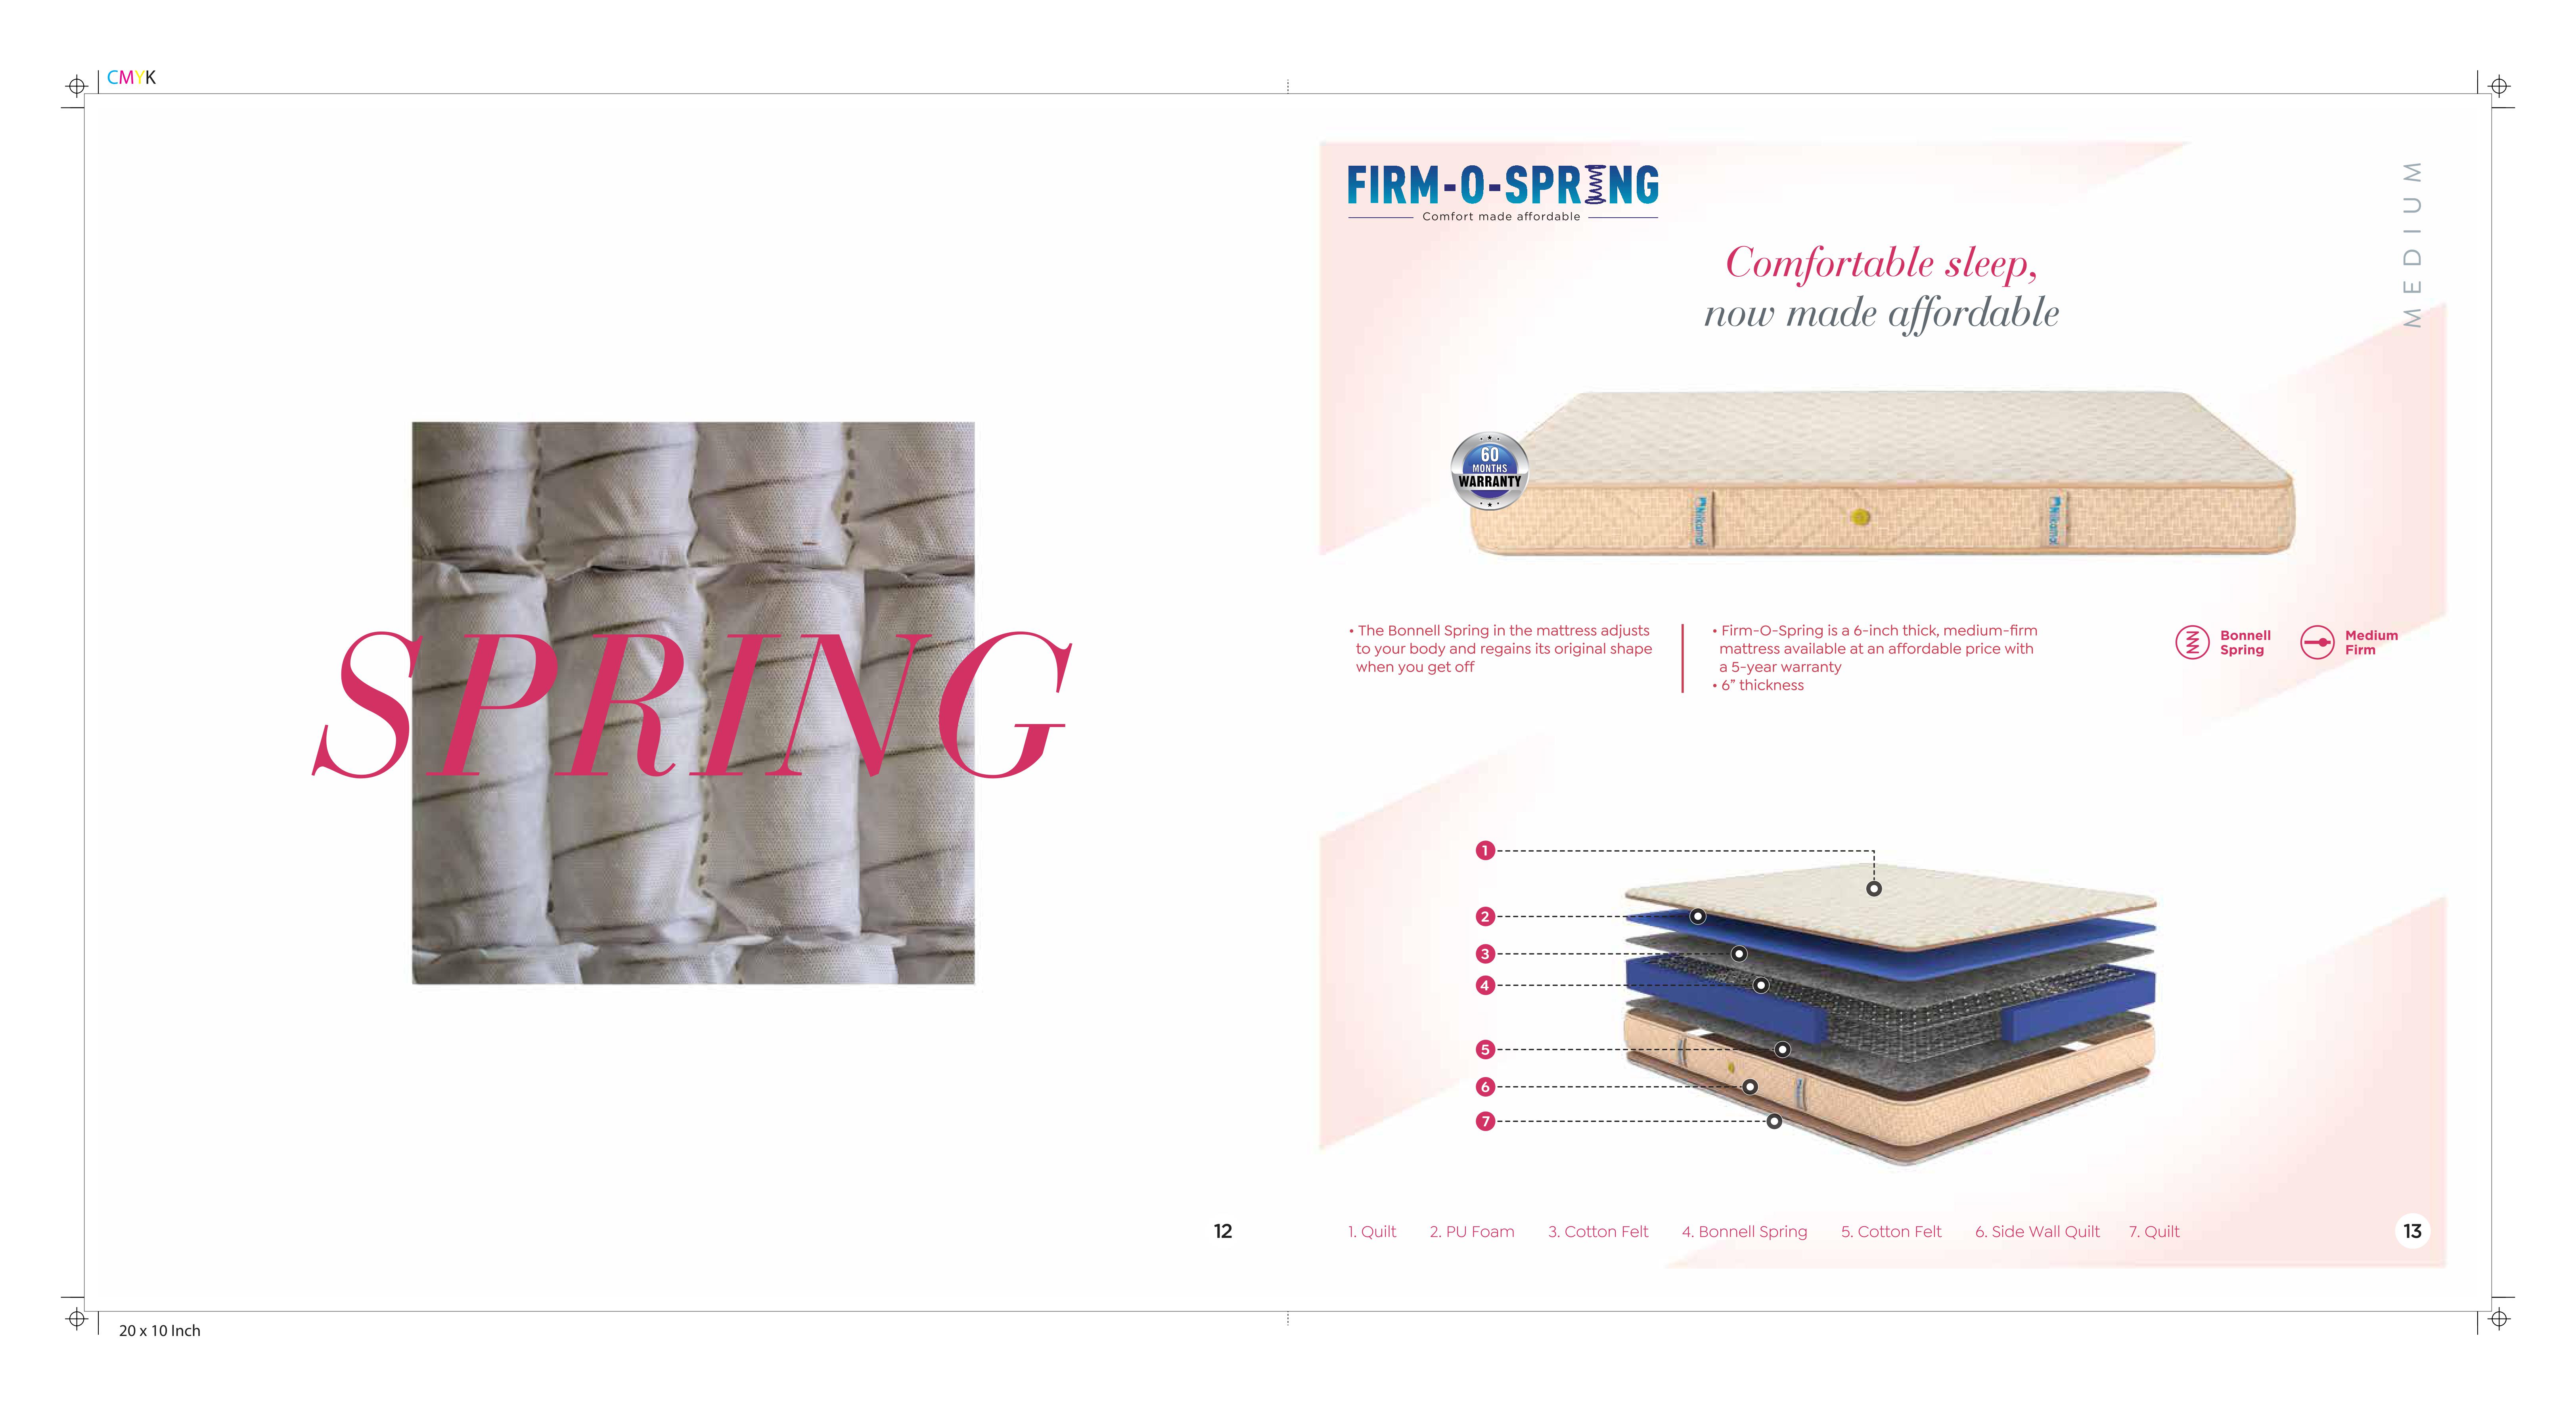 CMYK
SPRING
12
20 x 10 Inch
FIRM-O-SPRING
Comfort made affordable
MEDIUM
Comfortable sleep,
now made affordable
60
MONTHS
WARRANTY
Nilkamal
Nilkamal
• The Bonnell Spring in the mattress adjusts
to your body and regains its original shape
when you get off
• Firm-O-Spring is a 6-inch thick, medium-firm
mattress available at an affordable price with
a 5-year warranty
• 6” thickness
Bonnell
Spring
Medium
Firm
1
2
3
4
5
6
7
1. Quilt 2. PU Foam 3. Cotton Felt 4. Bonnell Spring 5. Cotton Felt 6. Side Wall Quilt 7. Quilt
13